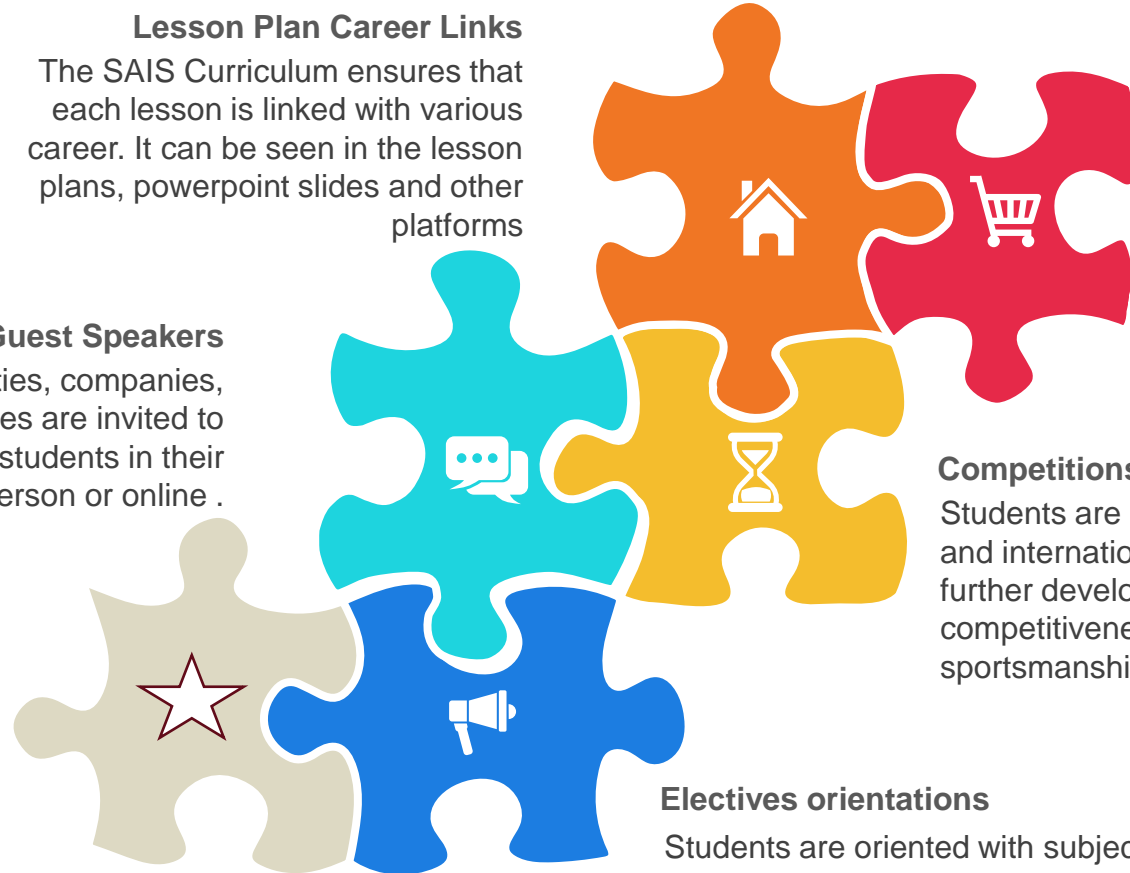 Lesson Plan Career Links
The SAIS Curriculum ensures that
each lesson is linked with various
career. It can be seen in the lesson
plans, powerpoint slides and other
platforms
Guest Speakers
ties, companies,
es are invited to
students in their
erson or online .
Competitions
Students are
and internatio
further develo
competitivene
sportsmanshi
Electives orientations
Students are oriented with subjec